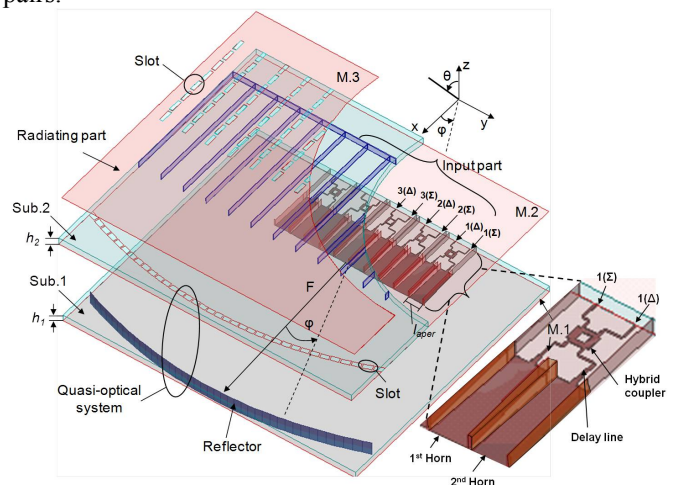 pairs.
Slot
M.3
z
θ
x
φ
y
Radiating part
Input part
M.2
3(Δ)
3(Σ)
2(Δ)
2(Σ)
1(Δ)
1(Σ)
Sub.2
h2
Sub.1
h1
F
φ
laper
1(Σ)
1(Δ)
M.1
Slot
Quasi-optical
system
Reflector
Hybrid
coupler
Delay line
1st Horn
2nd Horn